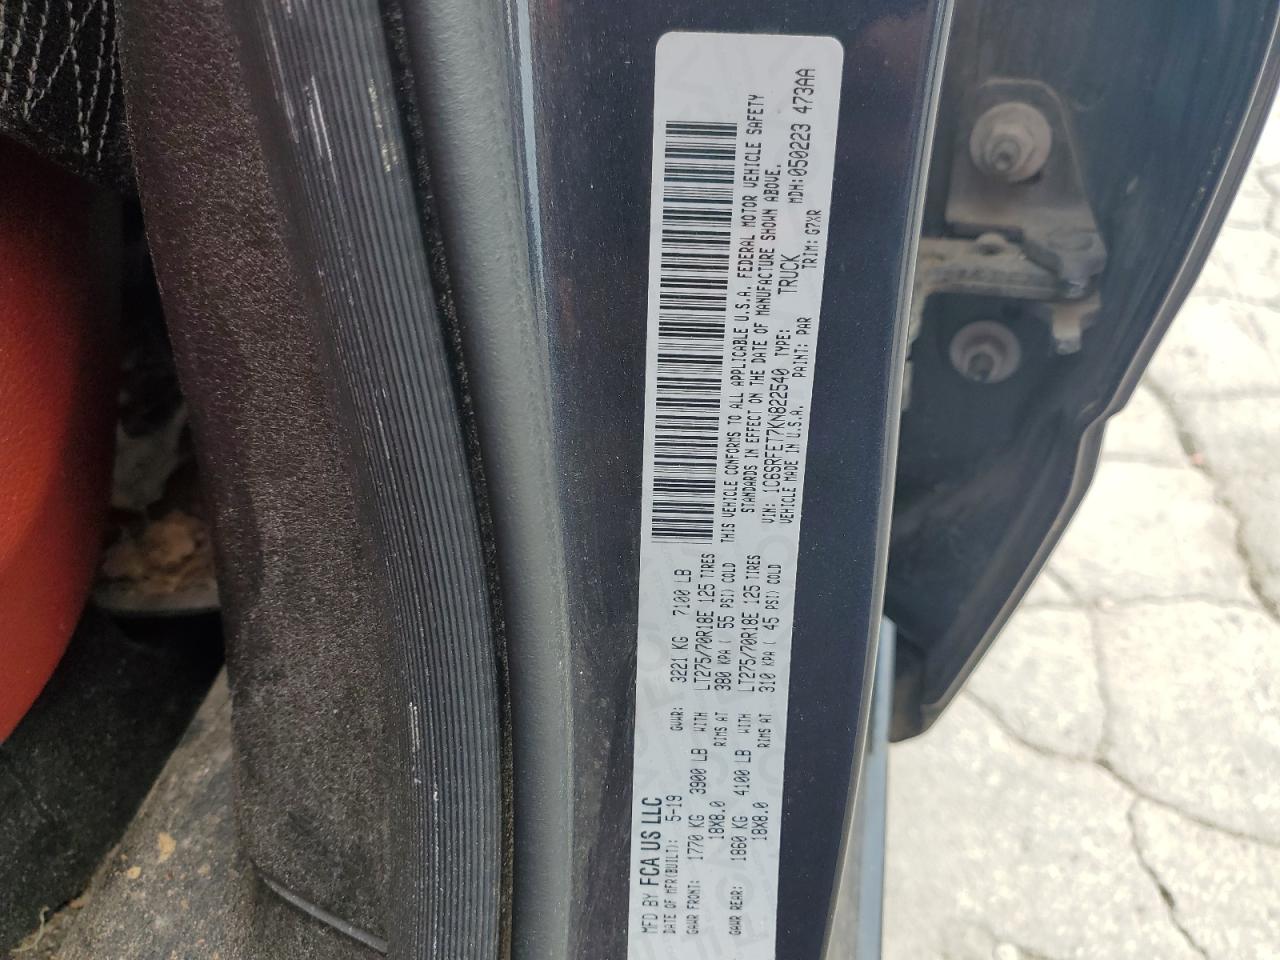 MFD BY FCA US LLC
DATE OF MFR(BUILT): 5-19 GVWR: 3221 KG 7100 LB
GAWR FRONT: 1770 KG 3900 LB WITH LT275/70R18E 125 TIRES
18X8.0 RIMS AT 380 KPA ( 55 PSI) COLD
GAWR REAR: 1860 KG 4100 LB WITH LT275/70R18E 125 TIRES
18X8.0 RIMS AT 310 KPA ( 45 PSI) COLD
THIS VEHICLE CONFORMS TO ALL APPLICABLE U.S.A. FEDERAL MOTOR VEHICLE SAFETY
STANDARDS IN EFFECT ON THE DATE OF MANUFACTURE SHOWN ABOVE.
VIN: 1C6SRFET7KN822540 TYPE: TRUCK
VEHICLE MADE IN U.S.A. PAINT: PAR TRIM: G7XR
MDH:050223 473AA